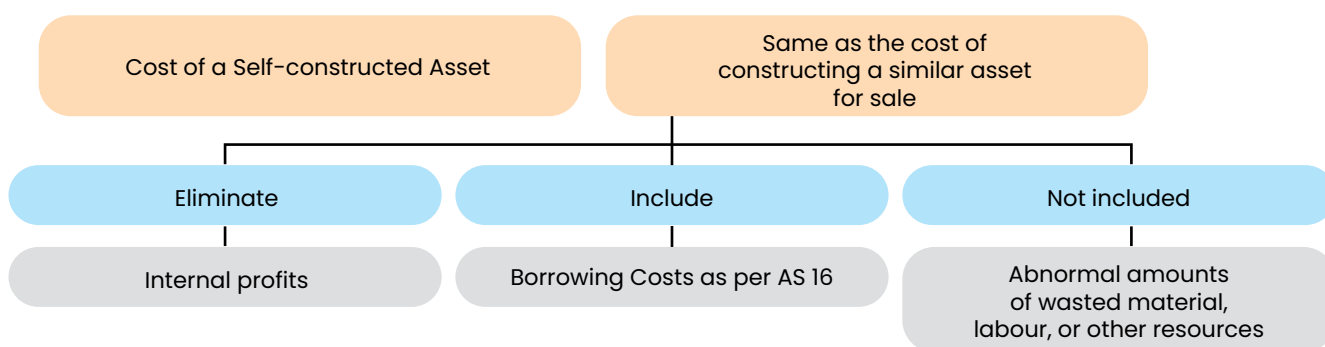 Cost of a Self-constructed Asset
Same as the cost of
constructing a similar asset
for sale
Eliminate
Include
Not included
Internal profits
Borrowing Costs as per AS 16
Abnormal amounts
of wasted material,
labour, or other resources